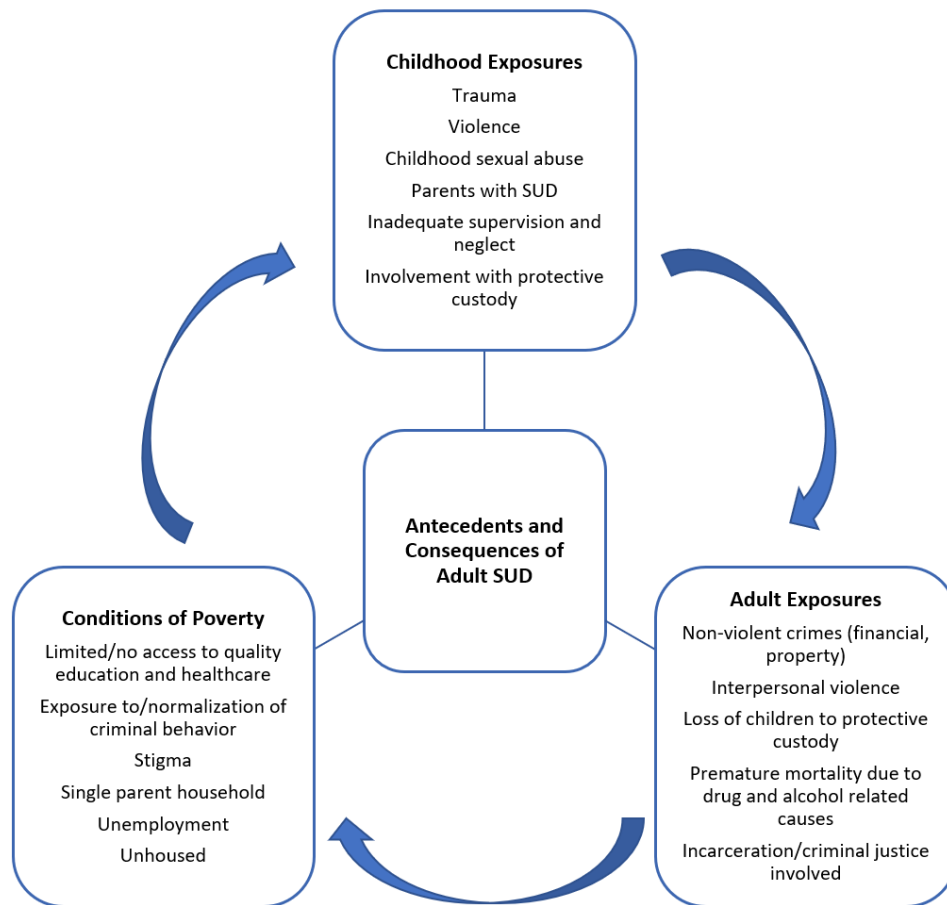 Childhood Exposures
Trauma
Violence
Childhood sexual abuse
Parents with SUD
Inadequate supervision and
neglect
Involvement with protective
custody
Antecedents and
Consequences of
Adult SUD
Conditions of Poverty
Limited/no access to quality
education and healthcare
Exposure to/normalization of
criminal behavior
Stigma
Single parent household
Unemployment
Unhoused
Adult Exposures
Non-violent crimes (financial,
property)
Interpersonal violence
Loss of children to protective
custody
Premature mortality due to
drug and alcohol related
causes
Incarceration/criminal justice
involved